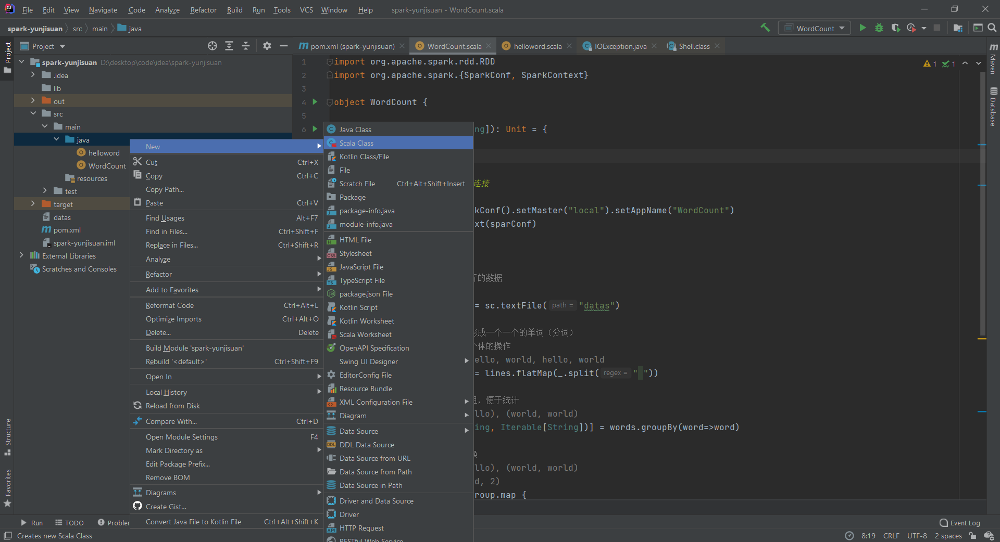 File Edit View Navigate Code Analyze Refactor Build Run Tools VCS Window Help spark-yunjisuan - WordCount.scala
spark-yunjisuan src main java
WordCount
Project
Project
pom.xml (spark-yunjisuan)
WordCount.scala
helloword.scala
IOException.java
Shell.class
Maven
Database
spark-yunjisuan D:\desktop\code\idea\spark-yunjisuan
.idea
lib
out
src
main
java
helloword
WordCount
resources
test
target
datas
pom.xml
spark-yunjisuan.iml
External Libraries
Scratches and Consoles
Structure
Favorites
1 import org.apache.spark.rdd.RDD
2 import org.apache.spark.{SparkConf, SparkContext}
3
4 object WordCount {
5
6 ng]): Unit = {
连接
kConf().setMaster("local").setAppName("WordCount")
xt(sparConf)
行的数据
= sc.textFile( path = "datas")
形成一个一个的单词（分词）
个体的操作
ello, world, hello, world
= lines.flatMap(_.split( regex = " "))
组，便于统计
llo), (world, world)
ing, Iterable[String])] = words.groupBy(word=>word)
换
llo), (world, world)
d, 2)
roup.map {
1 1
New
Cut Ctrl+X
Copy Ctrl+C
Copy Path...
Paste Ctrl+V
Find Usages Alt+F7
Find in Files... Ctrl+Shift+F
Replace in Files... Ctrl+Shift+R
Analyze
Refactor
Add to Favorites
Reformat Code Ctrl+Alt+L
Optimize Imports Ctrl+Alt+O
Delete... Delete
Build Module 'spark-yunjisuan'
Rebuild '<default>' Ctrl+Shift+F9
Open In
Local History
Reload from Disk
Compare With... Ctrl+D
Open Module Settings F4
Mark Directory as
Edit Package Prefix...
Remove BOM
Diagrams
Create Gist...
Convert Java File to Kotlin File Ctrl+Alt+Shift+K
Java Class
Scala Class
Kotlin Class/File
File
Scratch File Ctrl+Alt+Shift+Insert
Package
package-info.java
module-info.java
HTML File
Stylesheet
JavaScript File
TypeScript File
package.json File
Kotlin Script
Kotlin Worksheet
Scala Worksheet
OpenAPI Specification
Swing UI Designer
EditorConfig File
Resource Bundle
XML Configuration File
Diagram
Data Source
DDL Data Source
Data Source from URL
Data Source from Path
Data Source in Path
Driver and Data Source
Driver
HTTP Request
RESTful Web Service
Run TODO Probler Event Log
Creates new Scala Class 8:19 CRLF UTF-8 2 spaces